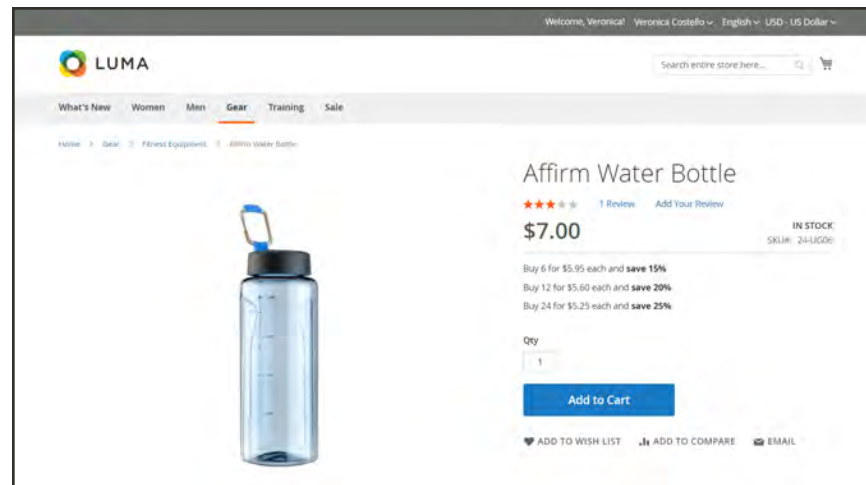 Welcome, Veronica! Veronica Costello English USD - US Dollar
LUMA
Search entire store here...
What's New Women Men Gear Training Sale
Home > Gear > Fitness Equipment > Affirm Water Bottle
Affirm Water Bottle
1 Review Add Your Review
$7.00
IN STOCK
SKU#: 24-UG06
Buy 6 for $5.95 each and save 15%
Buy 12 for $5.60 each and save 20%
Buy 24 for $5.25 each and save 25%
Qty
1
Add to Cart
ADD TO WISH LIST ADD TO COMPARE EMAIL